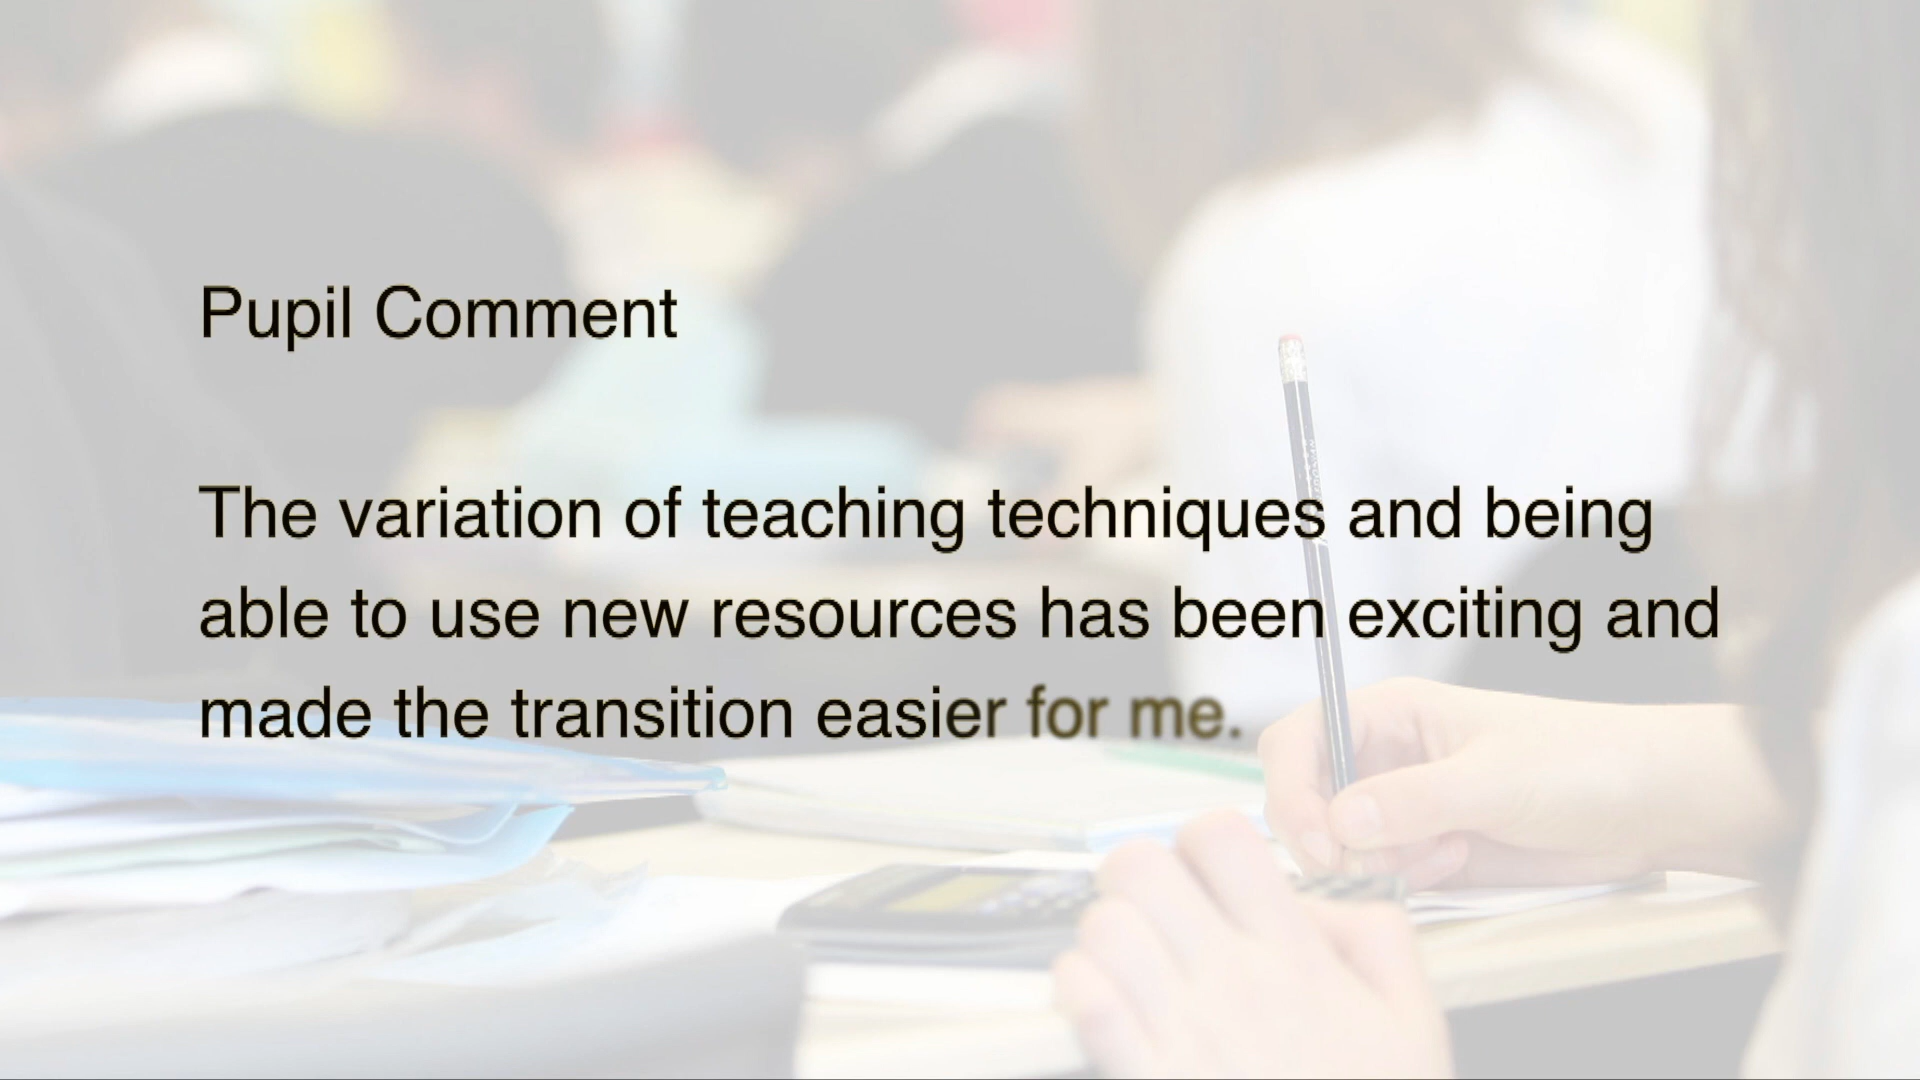 Pupil Comment
The variation of teaching techniques and being
able to use new resources has been exciting and
made the transition easier for me.